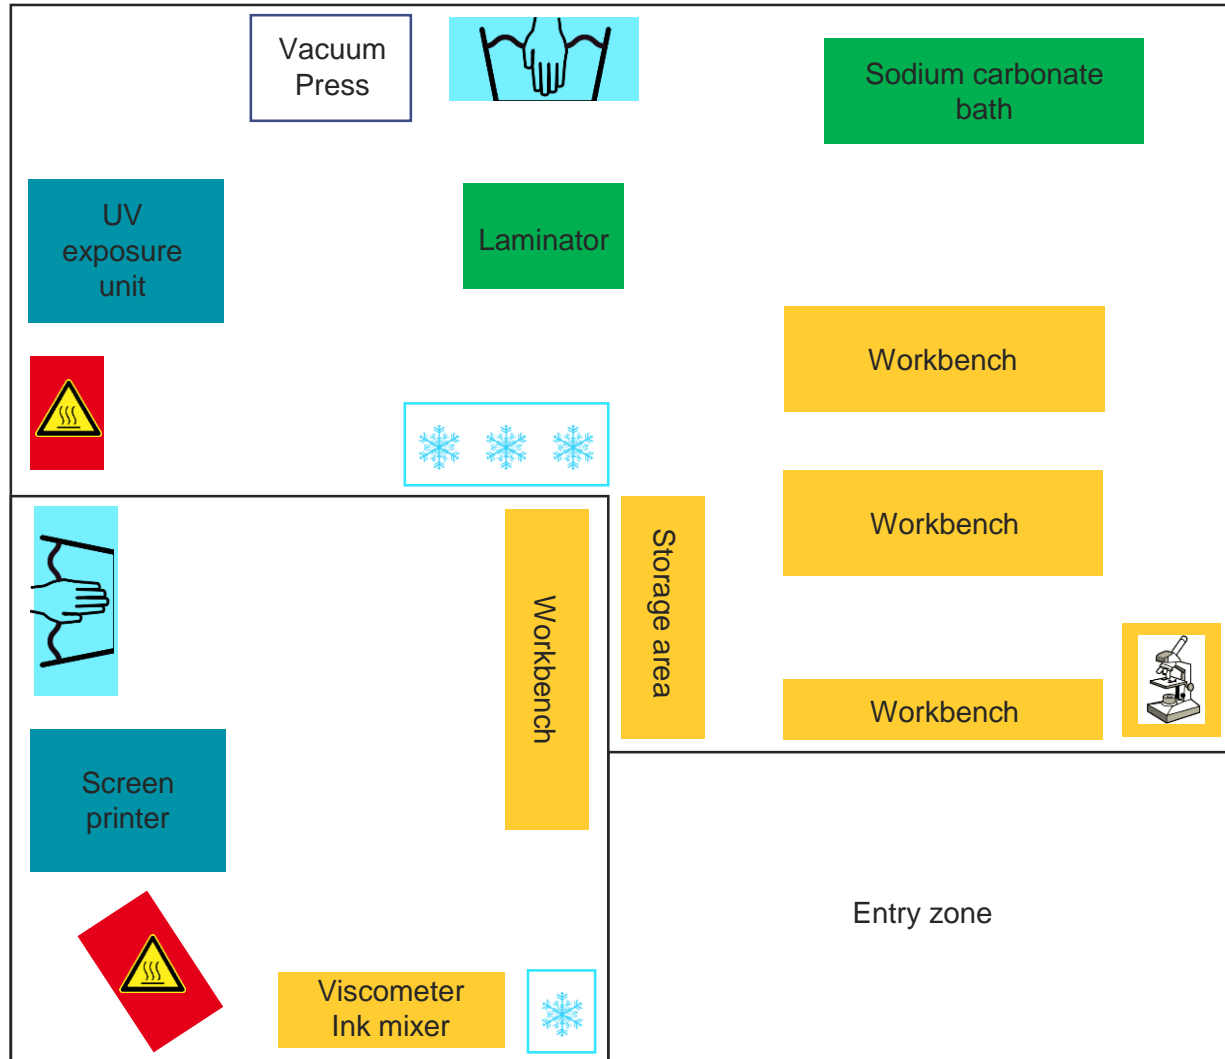 Vacuum
Press
Sodium carbonate
bath
UV
exposure
unit
Laminator
Workbench
Workbench
Storage area
Workbench
Workbench
Screen
printer
Entry zone
Viscometer
Ink mixer